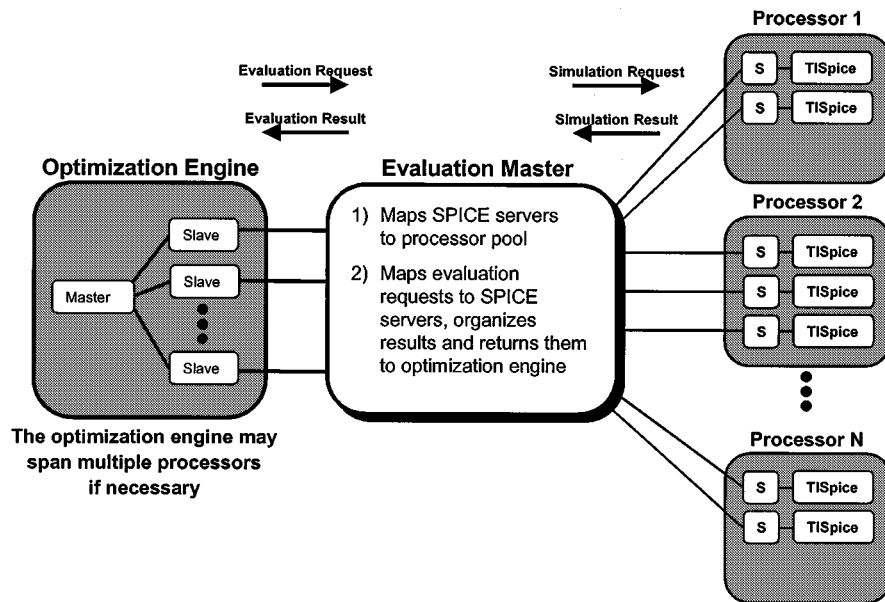 Processor 1
Evaluation Request
Simulation Request
S
TISpice
S
TISpice
Evaluation Result
Simulation Result
Optimization Engine
Evaluation Master
Processor 2
Master
Slave
Slave
Slave
1) Maps SPICE servers
to processor pool
2) Maps evaluation
requests to SPICE
servers, organizes
results and returns them
to optimization engine
S
TISpice
S
TISpice
S
TISpice
The optimization engine may
span multiple processors
if necessary
Processor N
S
TISpice
S
TISpice